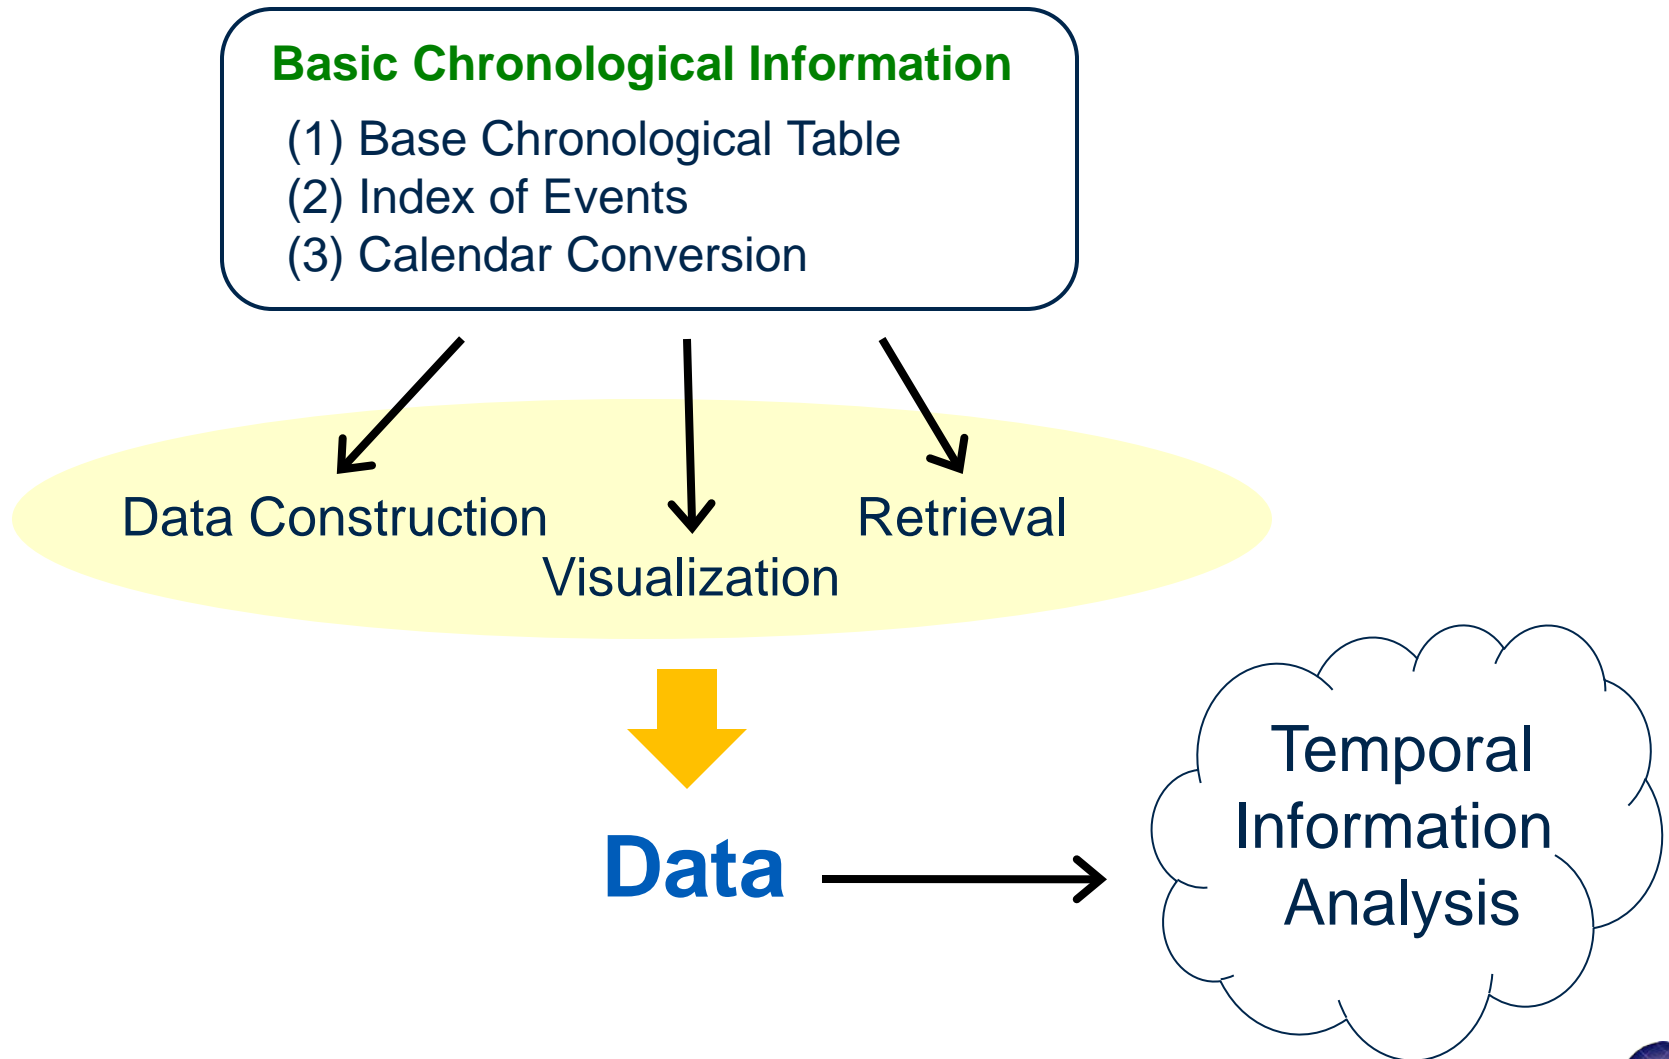 Basic Chronological Information
(1) Base Chronological Table
(2) Index of Events
(3) Calendar Conversion
Data Construction
Retrieval
Visualization
Data
Temporal
Information
Analysis